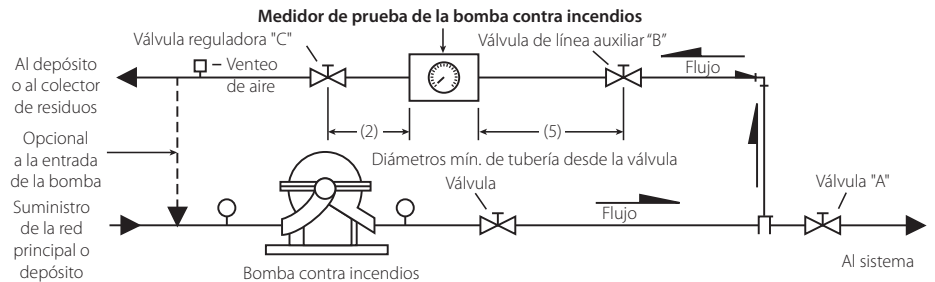 Medidor de prueba de la bomba contra incendios
Válvula reguladora "C"
Válvula de línea auxiliar “B”
Al depósito
o al colector
de residuos
– Venteo
de aire
Flujo
(2)
(5)
Opcional
a la entrada
de la bomba
Diámetros mín. de tubería desde la válvula
Válvula
Válvula "A"
Suministro
de la red
principal o
depósito
Flujo
Al sistema
Bomba contra incendios